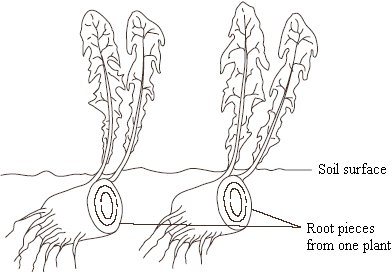 Soil surface
Root pieces
from one plant